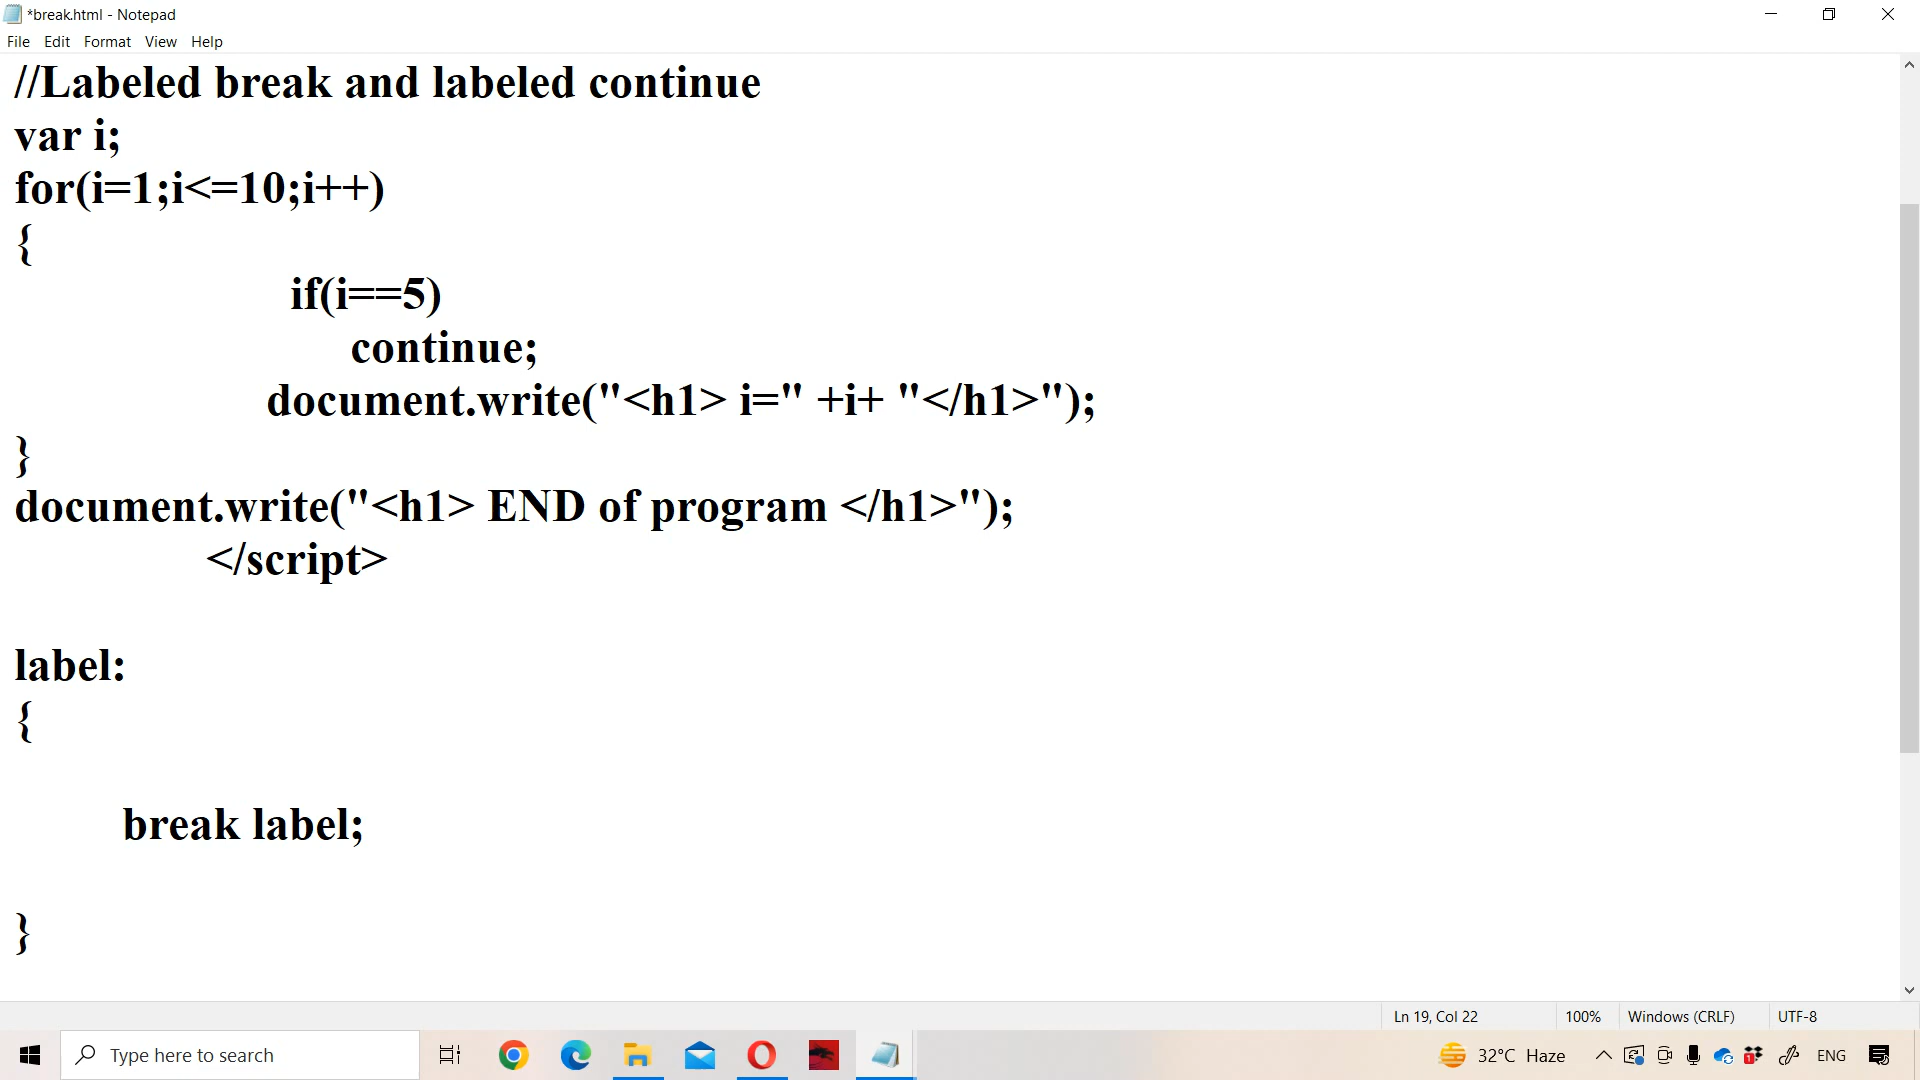 *break.html - Notepad
File Edit Format View Help
//Labeled break and labeled continue
var i;
for(i=1;i<=10;i++)
{
if(i==5)
continue;
document.write("<h1> i=" +i+ "</h1>");
}
document.write("<h1> END of program </h1>");
</script>
label:
{
break label;
}
Ln 19, Col 22 100% Windows (CRLF) UTF-8
Type here to search 32°C Haze 1 ENG